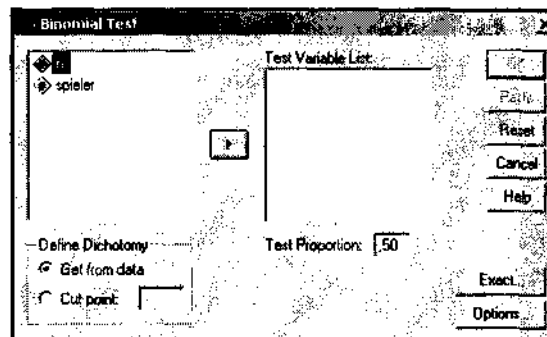 Binomial Test
spieler
Test Variable List:
Paste
Reset
Cancel
Help
Define Dichotomy
Get from data
Cut point:
Test Proportion: ,50
Exact...
Options...